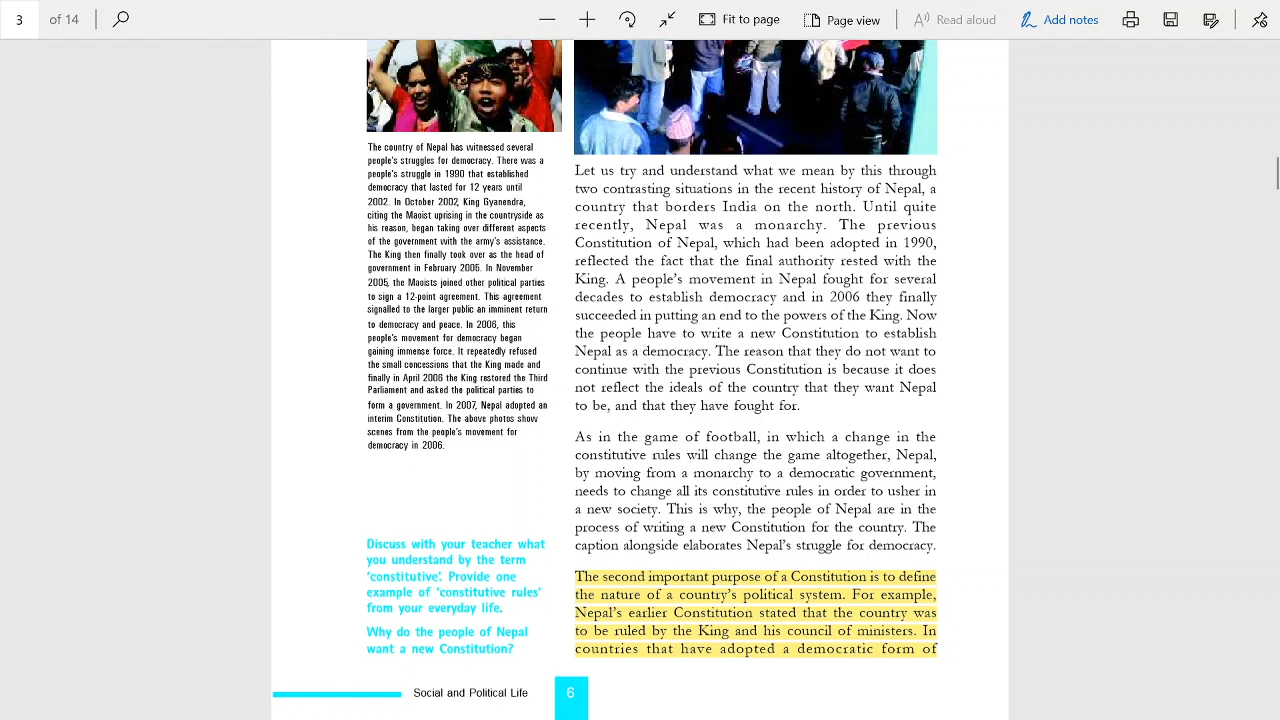 3 of 14
Fit to page
Page view
Read aloud
Add notes
The country of Nepal has witnessed several
people's struggles for democracy. There was a
people's struggle in 1990 that established
democracy that lasted for 12 years until
2002. In October 2002, King Gyanendra,
citing the Maoist uprising in the countryside as
his reason, began taking over different aspects
of the government with the army's assistance.
The King then finally took over as the head of
government in February 2005. In November
2005, the Maoists joined other political parties
to sign a 12-point agreement. This agreement
signalled to the larger public an imminent return
to democracy and peace. In 2006, this
people's movement for democracy began
gaining immense force. It repeatedly refused
the small concessions that the King made and
finally in April 2006 the King restored the Third
Parliament and asked the political parties to
form a government. In 2007, Nepal adopted an
interim Constitution. The above photos show
scenes from the people's movement for
democracy in 2006.
Discuss with your teacher what
you understand by the term
‘constitutive’. Provide one
example of ‘constitutive rules’
from your everyday life.
Why do the people of Nepal
want a new Constitution?
Let us try and understand what we mean by this through
two contrasting situations in the recent history of Nepal, a
country that borders India on the north. Until quite
recently, Nepal was a monarchy. The previous
Constitution of Nepal, which had been adopted in 1990,
reflected the fact that the final authority rested with the
King. A people's movement in Nepal fought for several
decades to establish democracy and in 2006 they finally
succeeded in putting an end to the powers of the King. Now
the people have to write a new Constitution to establish
Nepal as a democracy. The reason that they do not want to
continue with the previous Constitution is because it does
not reflect the ideals of the country that they want Nepal
to be, and that they have fought for.
As in the game of football, in which a change in the
constitutive rules will change the game altogether, Nepal,
by moving from a monarchy to a democratic government,
needs to change all its constitutive rules in order to usher in
a new society. This is why, the people of Nepal are in the
process of writing a new Constitution for the country. The
caption alongside elaborates Nepal's struggle for democracy.
The second important purpose of a Constitution is to define
the nature of a country's political system. For example,
Nepal's earlier Constitution stated that the country was
to be ruled by the King and his council of ministers. In
countries that have adopted a democratic form of
Social and Political Life 6